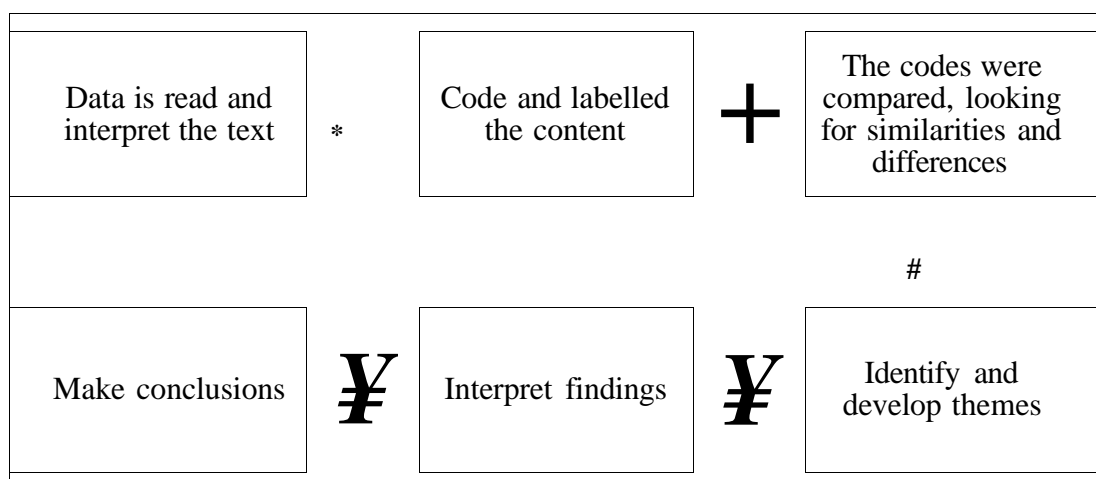 Data is read and
interpret the text
*
Code and labelled
the content
+
The codes were
compared, looking
for similarities and
differences
#
Make conclusions
¥
Interpret findings
¥
Identify and
develop themes